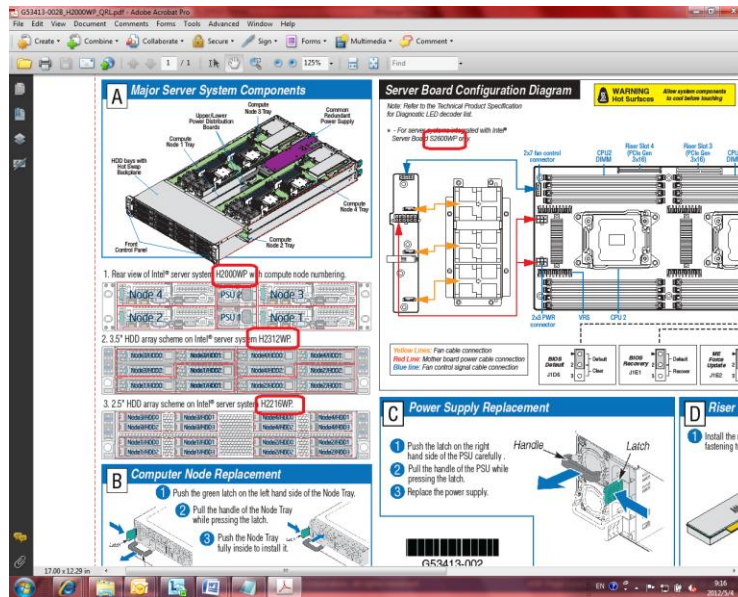 G53413-002B_H2000WP_QRL.pdf - Adobe Acrobat Pro
File Edit View Document Comments Forms Tools Advanced Window Help
Create Combine Collaborate Secure Sign Forms Multimedia Comment
1 / 1 125% Find
A Major Server System Components
Compute Node 3 Tray
Upper/Lower Power Distribution Boards
Common Redundant Power Supply
Compute Node 1 Tray
HDD bays with Hot Swap Backplane
Compute Node 4 Tray
Compute Node 2 Tray
Front Control Panel
1. Rear view of Intel® server system H2000WP with compute node numbering.
Node 4 PSU 2 Node 3
Node 2 PSU 1 Node 1
2. 3.5" HDD array scheme on Intel® server system H2312WP.
3. 2.5" HDD array scheme on Intel® server system H2216WP.
B Computer Node Replacement
1 Push the green latch on the left hand side of the Node Tray.
2 Pull the handle of the Node Tray
while pressing the latch.
3 Push the Node Tray
fully inside to install it.
Latch
Server Board Configuration Diagram
WARNING
Hot Surfaces
Allow system components
to cool before touching
Note: Refer to the Technical Product Specification
for Diagnostic LED decoder list.
* - For server systems integrated with Intel®
Server Board S2600WP only
2x7 fan control
connector
CPU2
DIMM
Riser Slot 4
(PCIe Gen
3x16)
Riser Slot 3
(PCIe Gen
3x16)
2x3 PWR
connector
VRS
CPU 2
Yellow Lines: Fan cable connection
Red Line: Mother board power cable connection
Blue line: Fan control signal cable connection
BIOS
Default
J1D6
Default
Clear
BIOS
Recovery
J1E1
Default
Recover
ME
Force
Update
J1B2
C Power Supply Replacement
1 Push the latch on the right
hand side of the PSU carefully .
2 Pull the handle of the PSU while
pressing the latch.
3 Replace the power supply.
Handle
Latch
G53413-002
D Riser
1 Install the
fastening
17.00 x 12.29 in
EN
9:16
2012/5/4